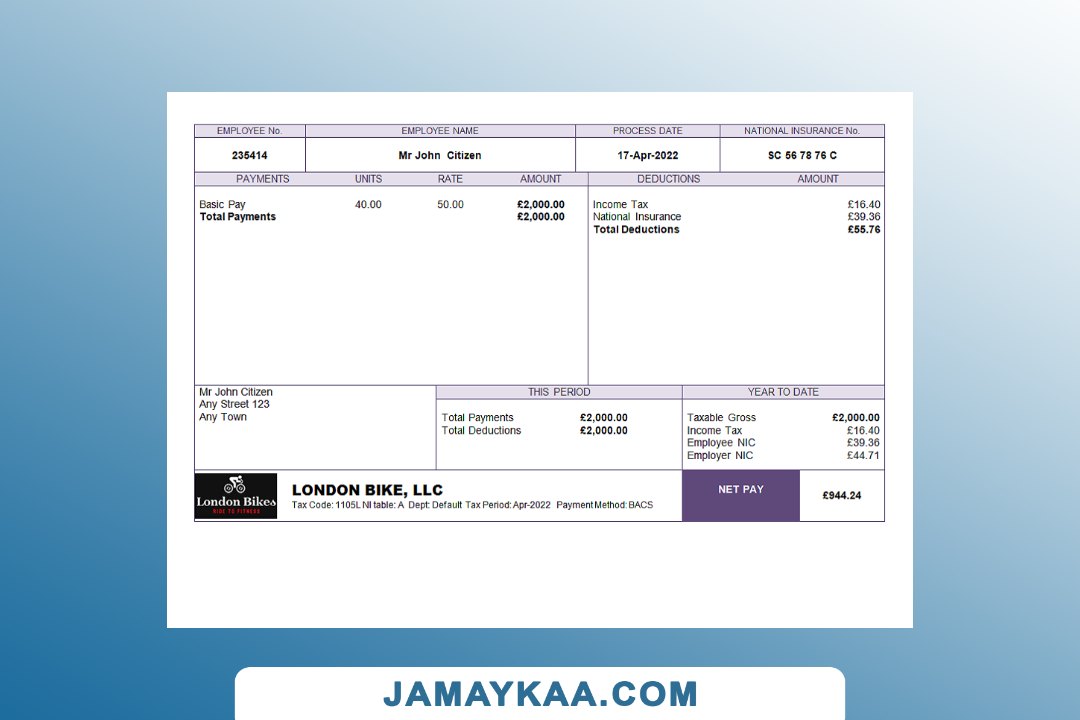 EMPLOYEE No. EMPLOYEE NAME PROCESS DATE NATIONAL INSURANCE No.
235414 Mr John Citizen 17-Apr-2022 SC 56 78 76 C
PAYMENTS UNITS RATE AMOUNT DEDUCTIONS AMOUNT
Basic Pay 40.00 50.00 £2,000.00 Income Tax £16.40
Total Payments £2,000.00 National Insurance £39.36
Total Deductions £55.76
Mr John Citizen THIS PERIOD YEAR TO DATE
Any Street 123
Any Town Total Payments £2,000.00 Taxable Gross £2,000.00
Total Deductions £2,000.00 Income Tax £16.40
Employee NIC £39.36
Employer NIC £44.71
London Bikes
RIDE TO FITNESS
LONDON BIKE, LLC NET PAY £944.24
Tax Code: 1105L NI table: A Dept: Default Tax Period: Apr-2022 Payment Method: BACS
JAMAYKAA.COM